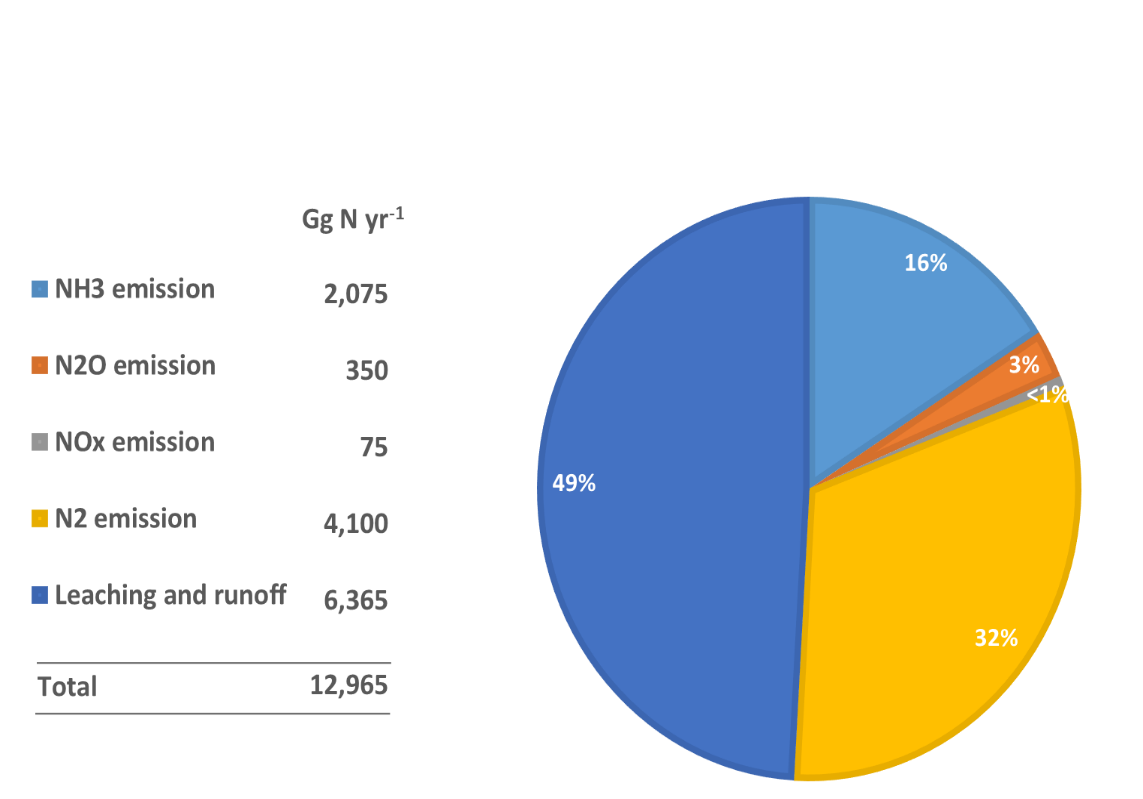 Gg N yr-1
NH3 emission 2,075
N2O emission 350
NOx emission 75
N2 emission 4,100
Leaching and runoff 6,365
Total 12,965
16%
3%
<1%
49%
32%